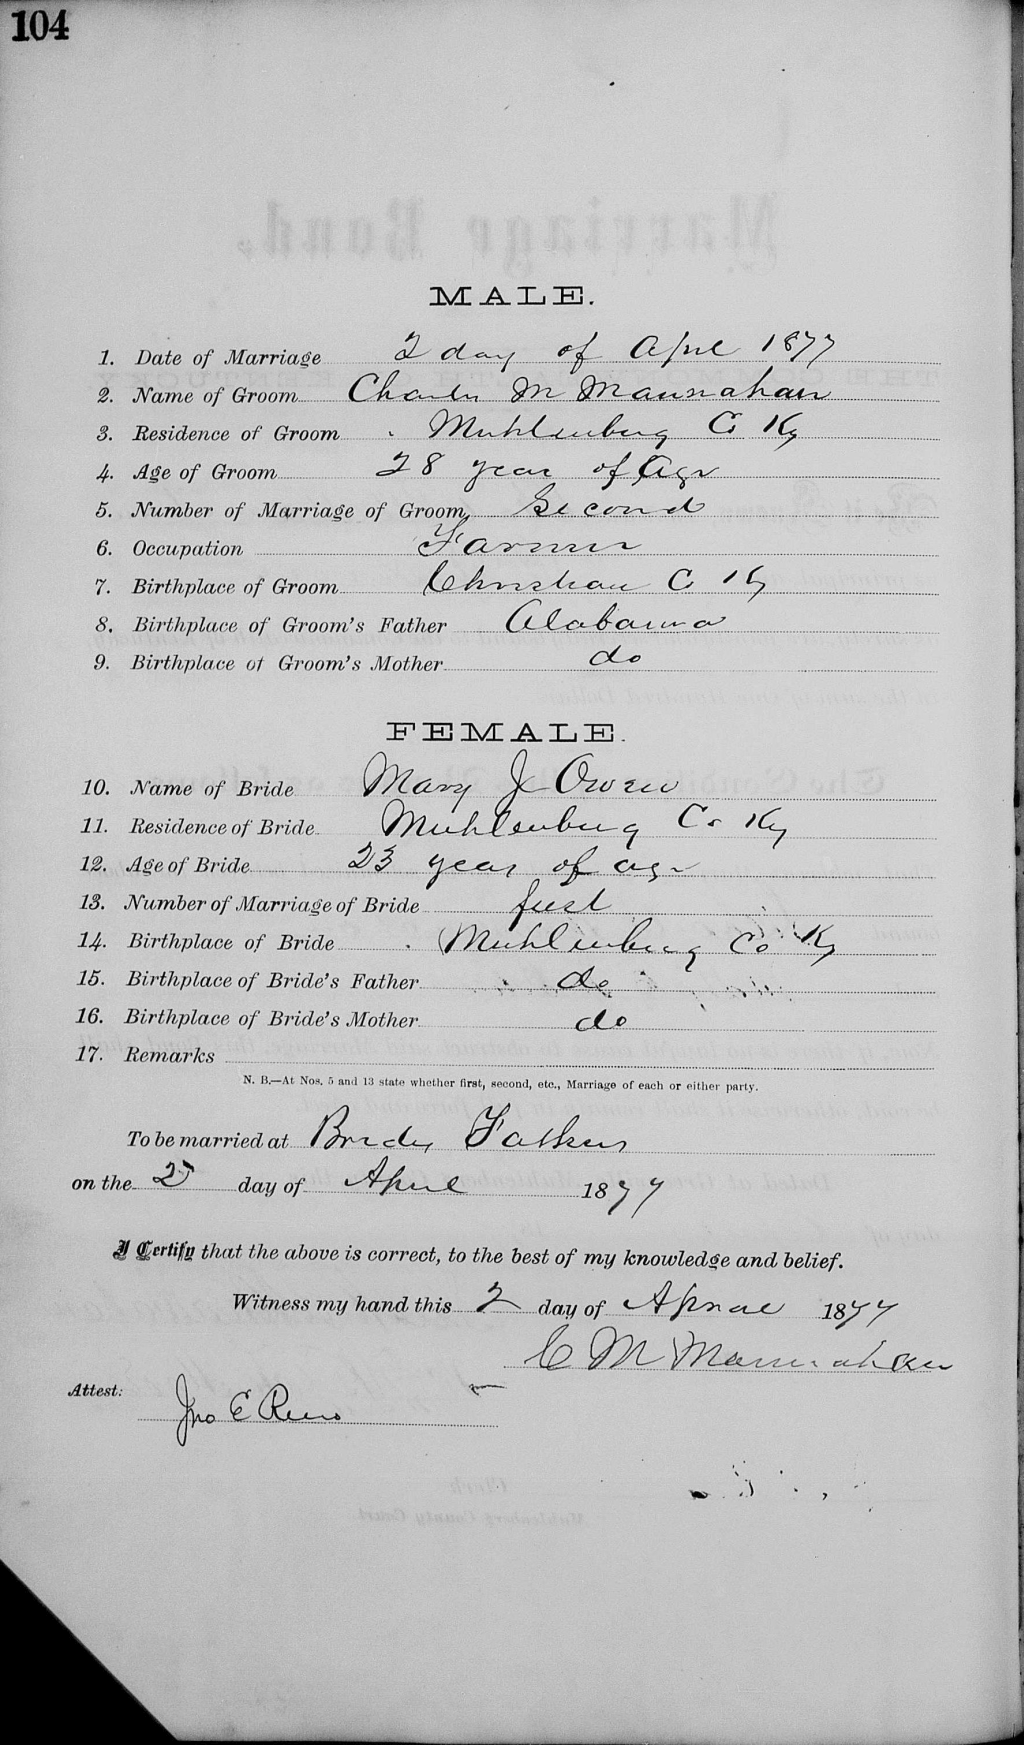 104
MALE.
1. Date of Marriage 2 day of Aprl 1877
2. Name of Groom Charles M Mannahan
3. Residence of Groom Muhlenburg Co Ky
4. Age of Groom 28 year of Age
5. Number of Marriage of Groom Second
6. Occupation Farmer
7. Birthplace of Groom Christian C Ky
8. Birthplace of Groom's Father Alabama
9. Birthplace of Groom's Mother do
FEMALE.
10. Name of Bride Mary J Owen
11. Residence of Bride Muhlenburg Co Ky
12. Age of Bride 23 year of age
13. Number of Marriage of Bride first
14. Birthplace of Bride Muhlenburg Co Ky
15. Birthplace of Bride's Father do
16. Birthplace of Bride's Mother do
17. Remarks
N. B.—At Nos. 5 and 13 state whether first, second, etc., Marriage of each or either party.
To be married at Brides Fathers
on the 2 day of April 1877
I Certify that the above is correct, to the best of my knowledge and belief.
Witness my hand this 2 day of April 1877
C M Mannahan
Attest:
Jno E Reno